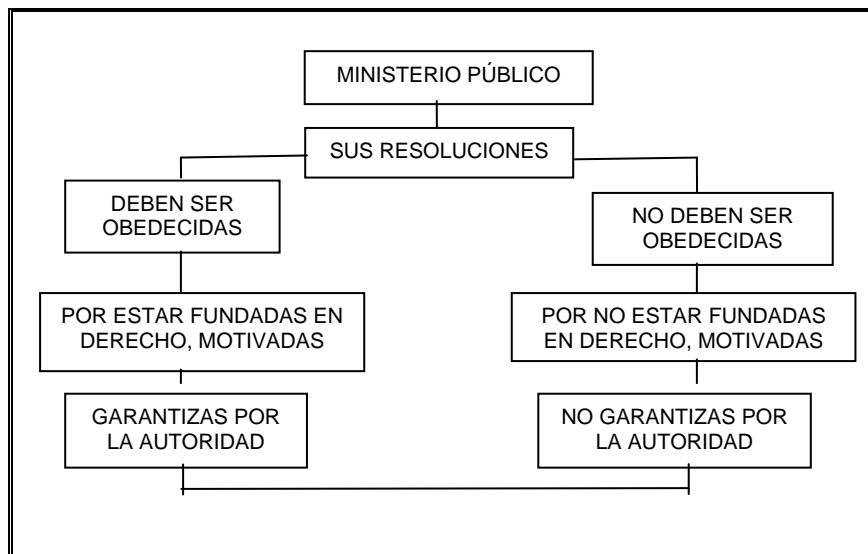 MINISTERIO PÚBLICO
SUS RESOLUCIONES
DEBEN SER
OBEDECIDAS
NO DEBEN SER
OBEDECIDAS
POR ESTAR FUNDADAS EN
DERECHO, MOTIVADAS
POR NO ESTAR FUNDADAS
EN DERECHO, MOTIVADAS
GARANTIZAS POR
LA AUTORIDAD
NO GARANTIZAS POR
LA AUTORIDAD